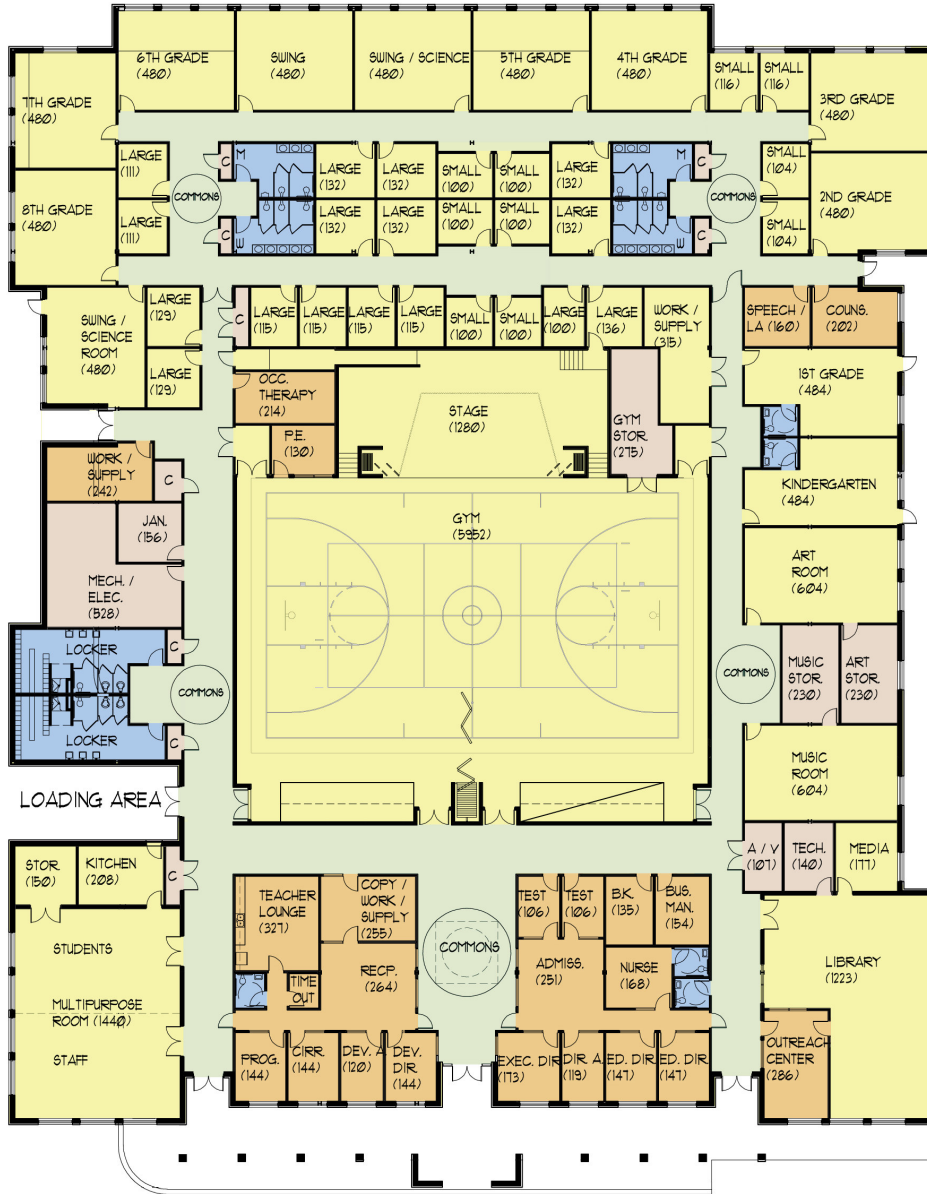 6TH GRADE
(480)
SWING
(480)
SWING / SCIENCE
(480)
5TH GRADE
(480)
4TH GRADE
(480)
SMALL
(116)
SMALL
(116)
7TH GRADE
(480)
3RD GRADE
(480)
LARGE
(111)
C
M
LARGE
(132)
LARGE
(132)
SMALL
(100)
SMALL
(100)
LARGE
(132)
M
C
SMALL
(104)
COMMONS
COMMONS
8TH GRADE
(480)
LARGE
(111)
C
W
LARGE
(132)
LARGE
(132)
SMALL
(100)
SMALL
(100)
LARGE
(132)
W
C
SMALL
(104)
2ND GRADE
(480)
SWING /
SCIENCE
ROOM
(480)
LARGE
(129)
LARGE
(129)
C
LARGE
(115)
LARGE
(115)
LARGE
(115)
LARGE
(115)
SMALL
(100)
SMALL
(100)
LARGE
(100)
LARGE
(136)
WORK /
SUPPLY
(315)
SPEECH /
LA (160)
COUNS.
(202)
OCC.
THERAPY
(214)
P.E.
(130)
STAGE
(1280)
GYM
STOR.
(275)
1ST GRADE
(484)
WORK /
SUPPLY
(242)
C
KINDERGARTEN
(484)
JAN.
(156)
MECH. /
ELEC.
(528)
GYM
(5952)
ART
ROOM
(604)
LOCKER
C
COMMONS
LOCKER
C
COMMONS
MUSIC
STOR.
(230)
ART
STOR.
(230)
MUSIC
ROOM
(604)
LOADING AREA
STOR.
(150)
KITCHEN
(208)
C
A / V
(107)
TECH.
(140)
MEDIA
(177)
TEACHER
LOUNGE
(327)
COPY /
WORK /
SUPPLY
(255)
COMMONS
TEST
(106)
TEST
(106)
B.K.
(135)
BUS.
MAN.
(154)
STUDENTS
MULTIPURPOSE
ROOM (1440)
STAFF
TIME
OUT
RECP.
(264)
ADMISS.
(251)
NURSE
(168)
LIBRARY
(1223)
PROG.
(144)
CIRR.
(144)
DEV. A.
(120)
DEV.
DIR.
(144)
EXEC. DIR.
(173)
DIR. A.
(119)
ED. DIR.
(147)
ED. DIR.
(147)
OUTREACH
CENTER
(286)